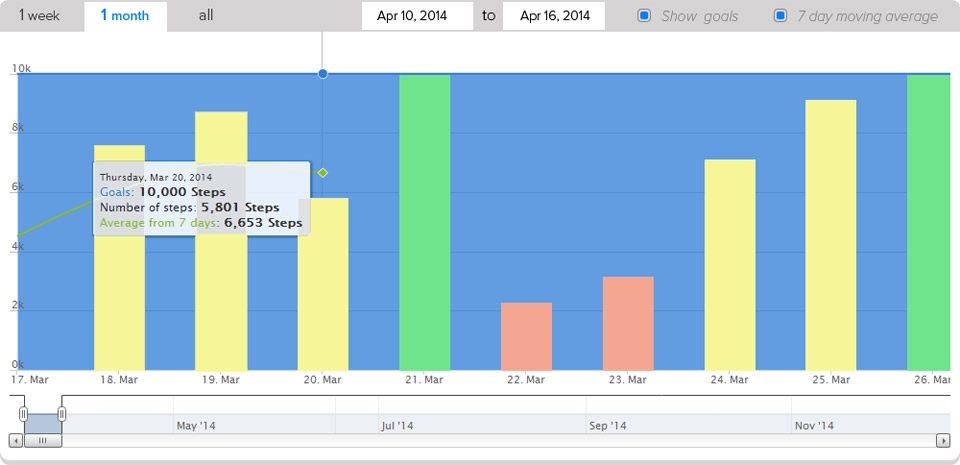 1 week 1 month all Apr 10, 2014 to Apr 16, 2014 Show goals 7 day moving average
10k
8k
6k
4k
2k
0k
Thursday, Mar 20, 2014
Goals: 10,000 Steps
Number of steps: 5,801 Steps
Average from 7 days: 6,653 Steps
17. Mar 18. Mar 19. Mar 20. Mar 21. Mar 22. Mar 23. Mar 24. Mar 25. Mar 26. Mar
May '14 Jul '14 Sep '14 Nov '14